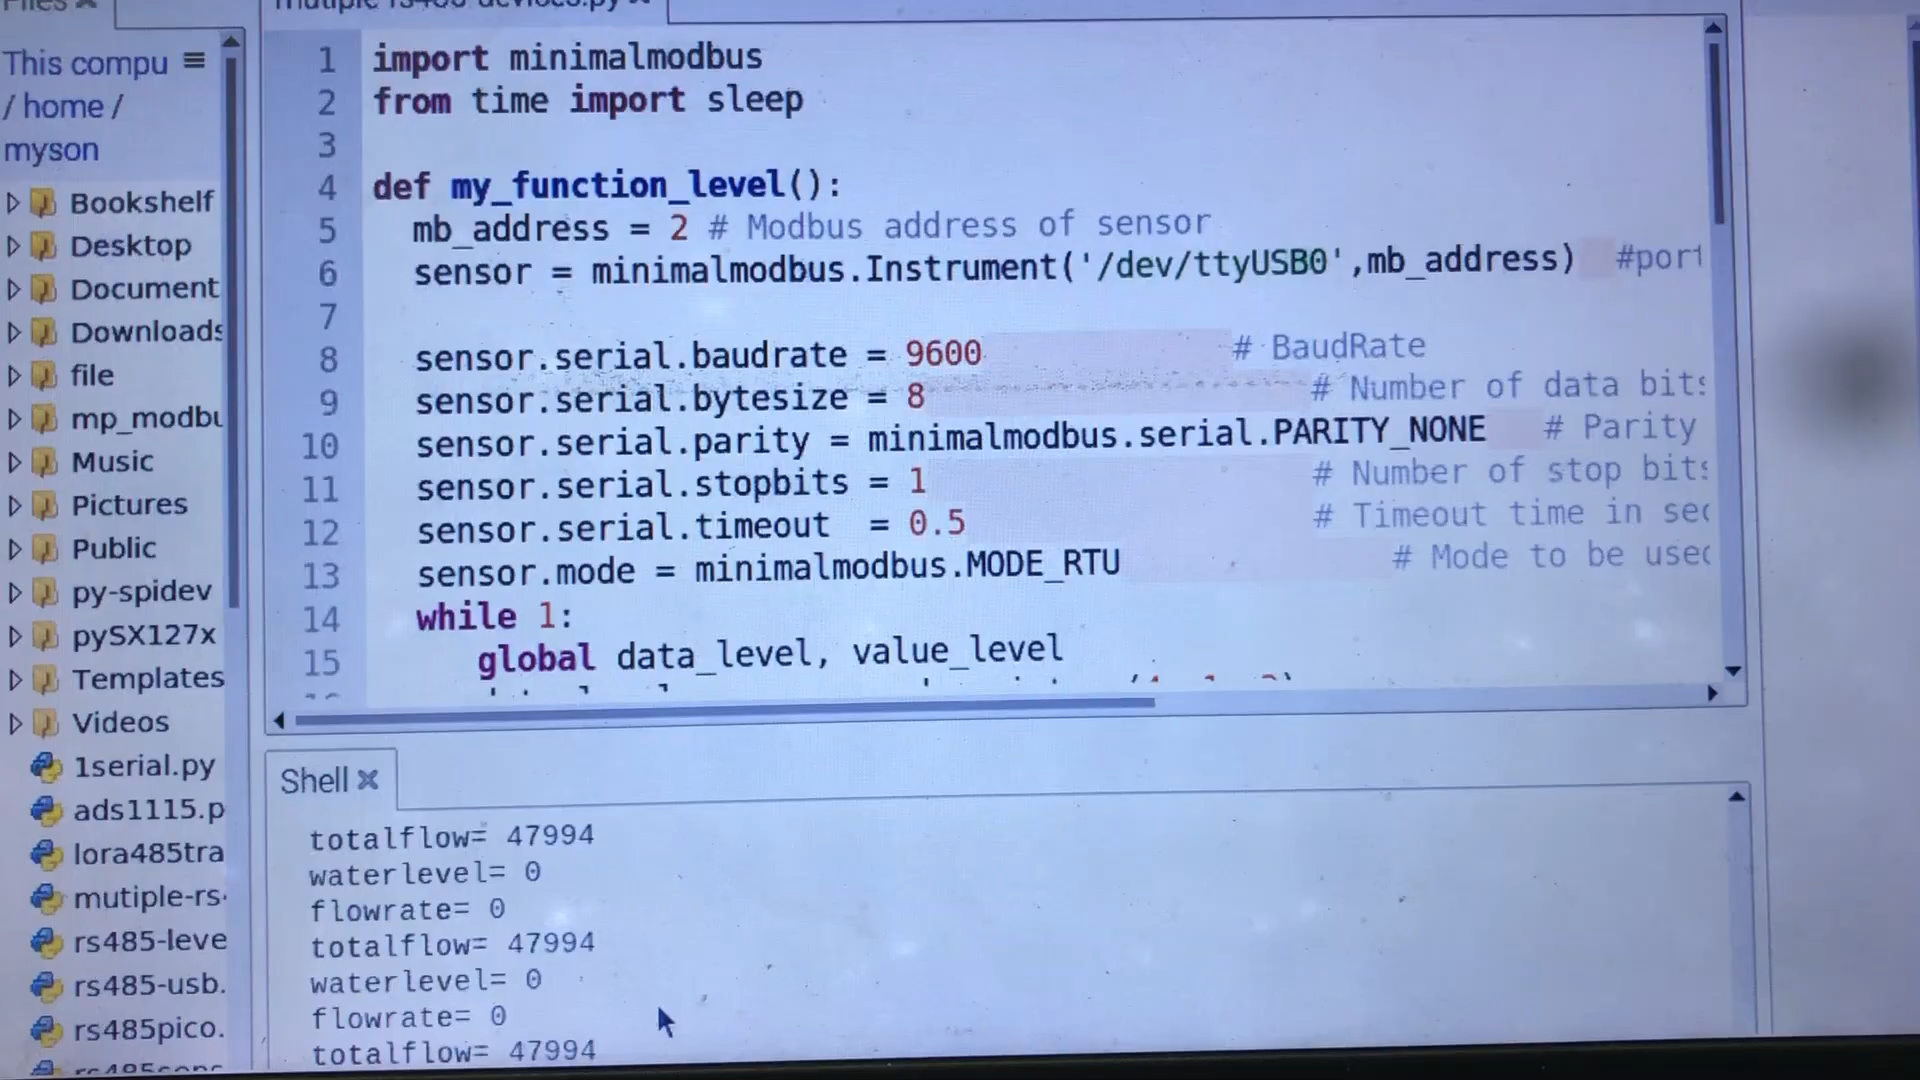 Files ×
This compu ≡
/ home /
myson
Bookshelf
Desktop
Document
Downloads
file
mp_modbu
Music
Pictures
Public
py-spidev
pySX127x
Templates
Videos
1serial.py
ads1115.p
lora485tra
mutiple-rs
rs485-leve
rs485-usb.
rs485pico.
mutiple-rs485-devices.py ×
1 import minimalmodbus
2 from time import sleep
3
4 def my_function_level():
5 mb_address = 2 # Modbus address of sensor
6 sensor = minimalmodbus.Instrument('/dev/ttyUSB0',mb_address) #port
7
8 sensor.serial.baudrate = 9600 # BaudRate
9 sensor.serial.bytesize = 8 # Number of data bits
10 sensor.serial.parity = minimalmodbus.serial.PARITY_NONE # Parity
11 sensor.serial.stopbits = 1 # Number of stop bits
12 sensor.serial.timeout = 0.5 # Timeout time in sec
13 sensor.mode = minimalmodbus.MODE_RTU # Mode to be used
14 while 1:
15 global data_level, value_level
Shell ×
totalflow= 47994
waterlevel= 0
flowrate= 0
totalflow= 47994
waterlevel= 0
flowrate= 0
totalflow= 47994